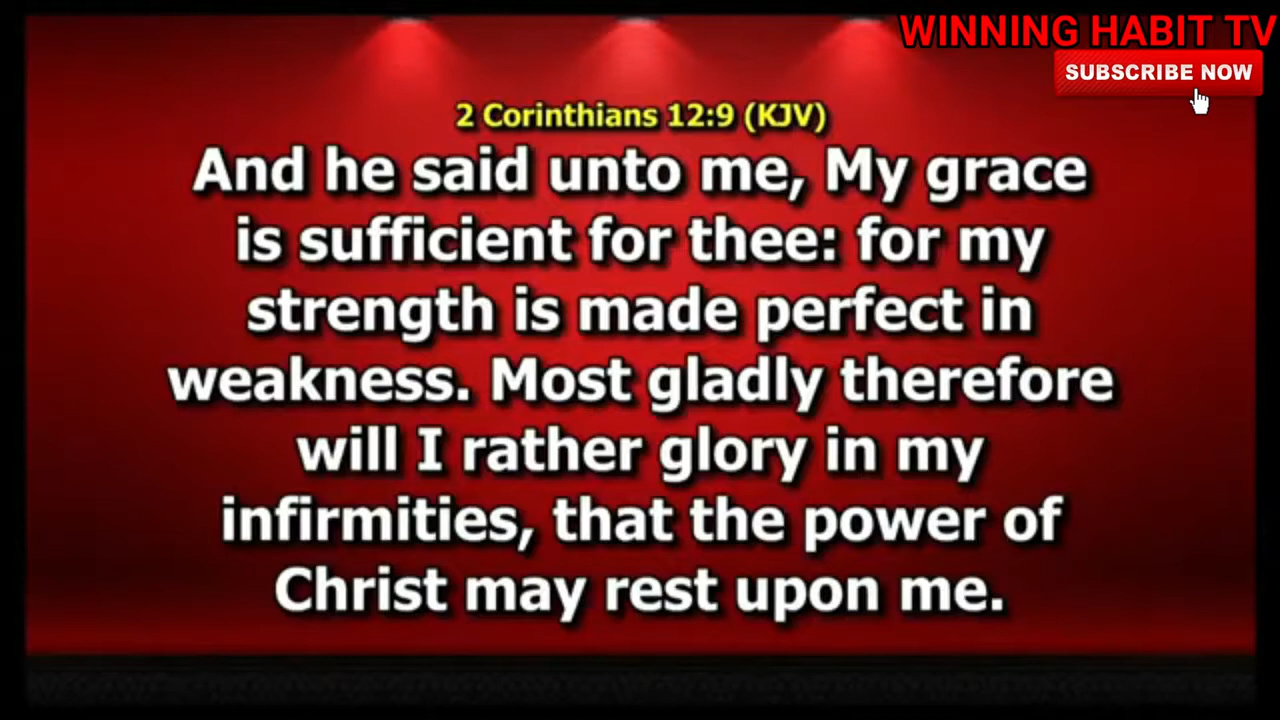 WINNING HABIT TV
SUBSCRIBE NOW
2 Corinthians 12:9 (KJV)
And he said unto me, My grace
is sufficient for thee: for my
strength is made perfect in
weakness. Most gladly therefore
will I rather glory in my
infirmities, that the power of
Christ may rest upon me.